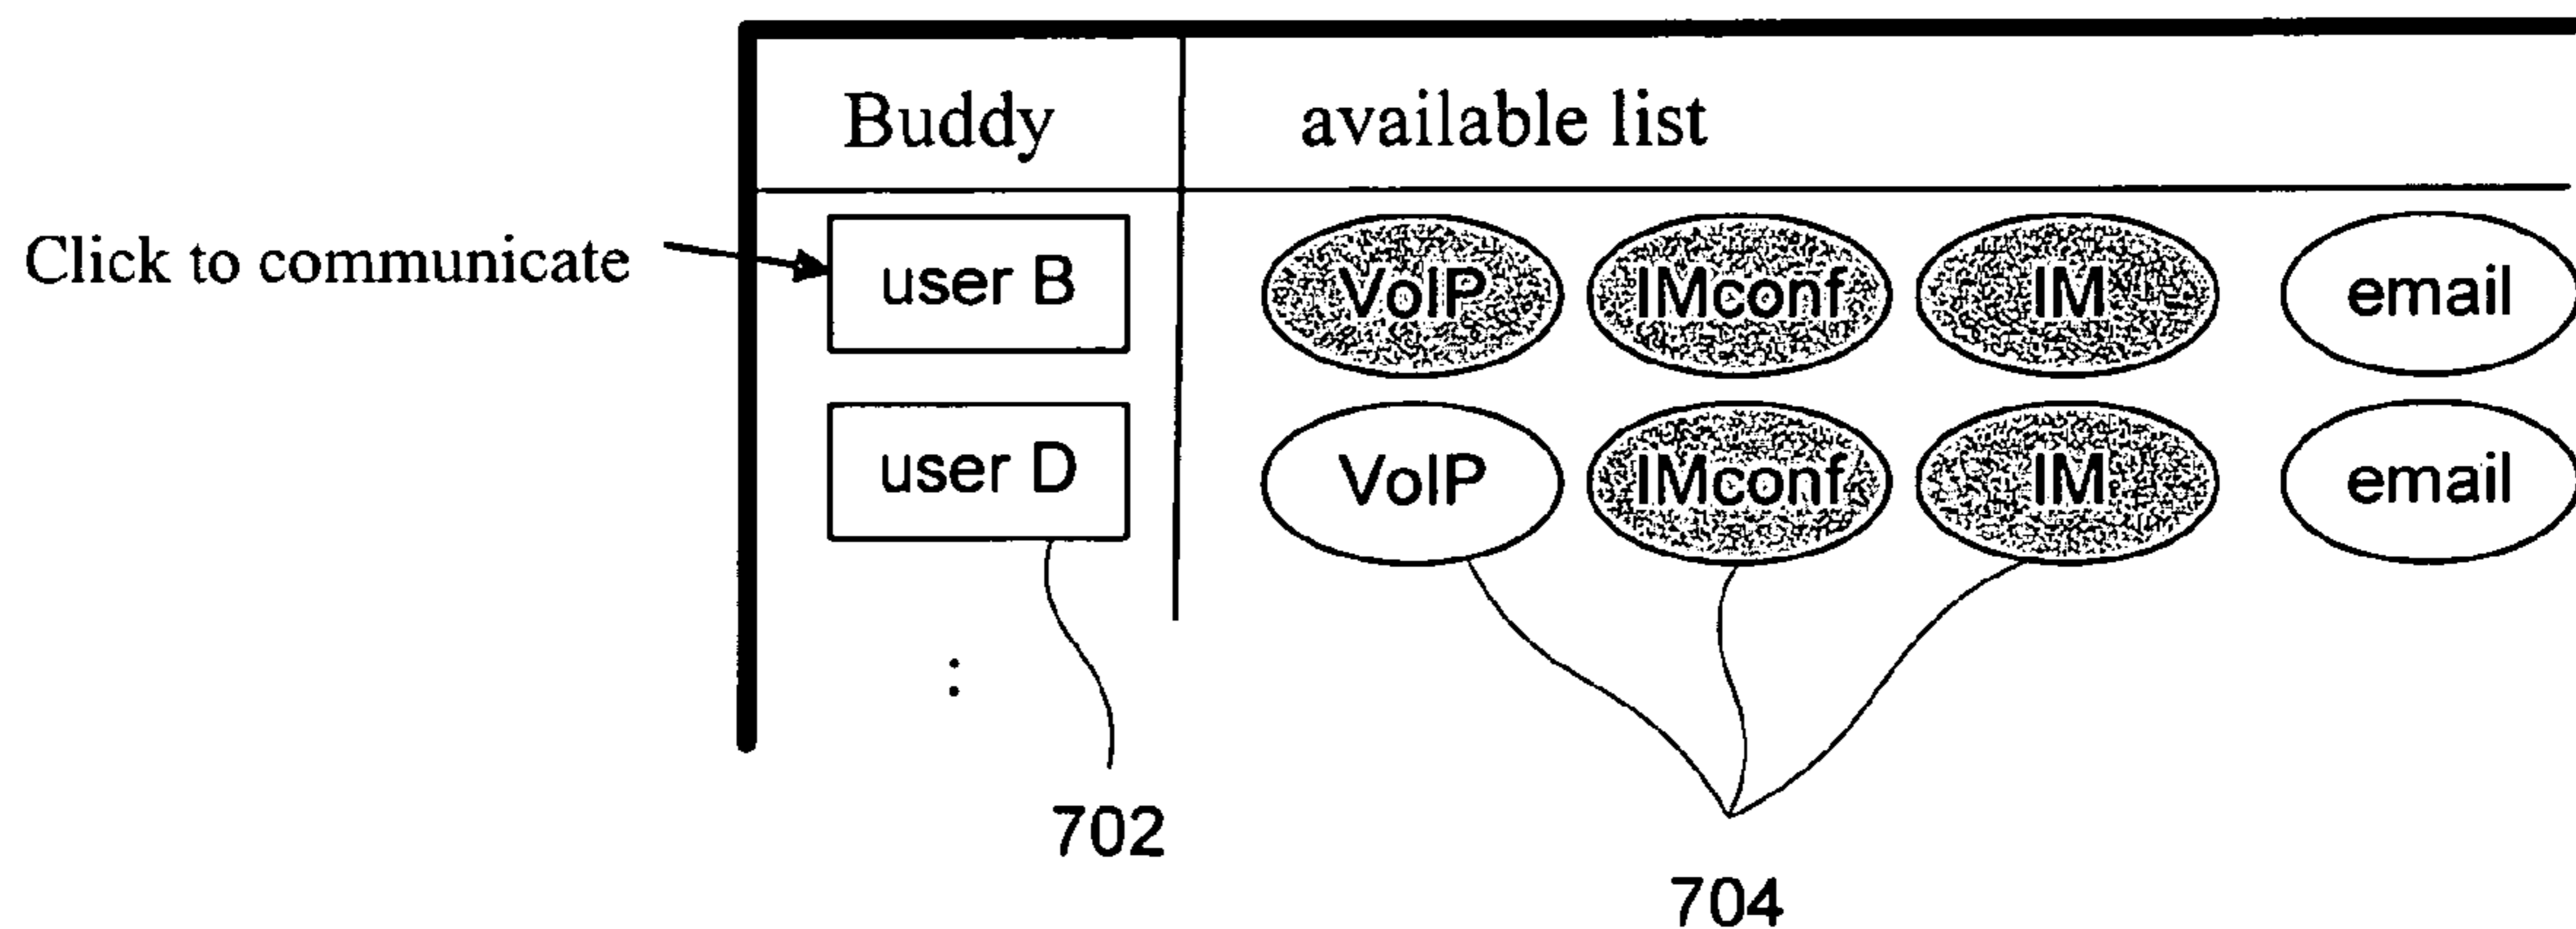 Buddy available list
Click to communicate user B VoIP IMconf IM email
user D VoIP IMconf IM email
:
702
704